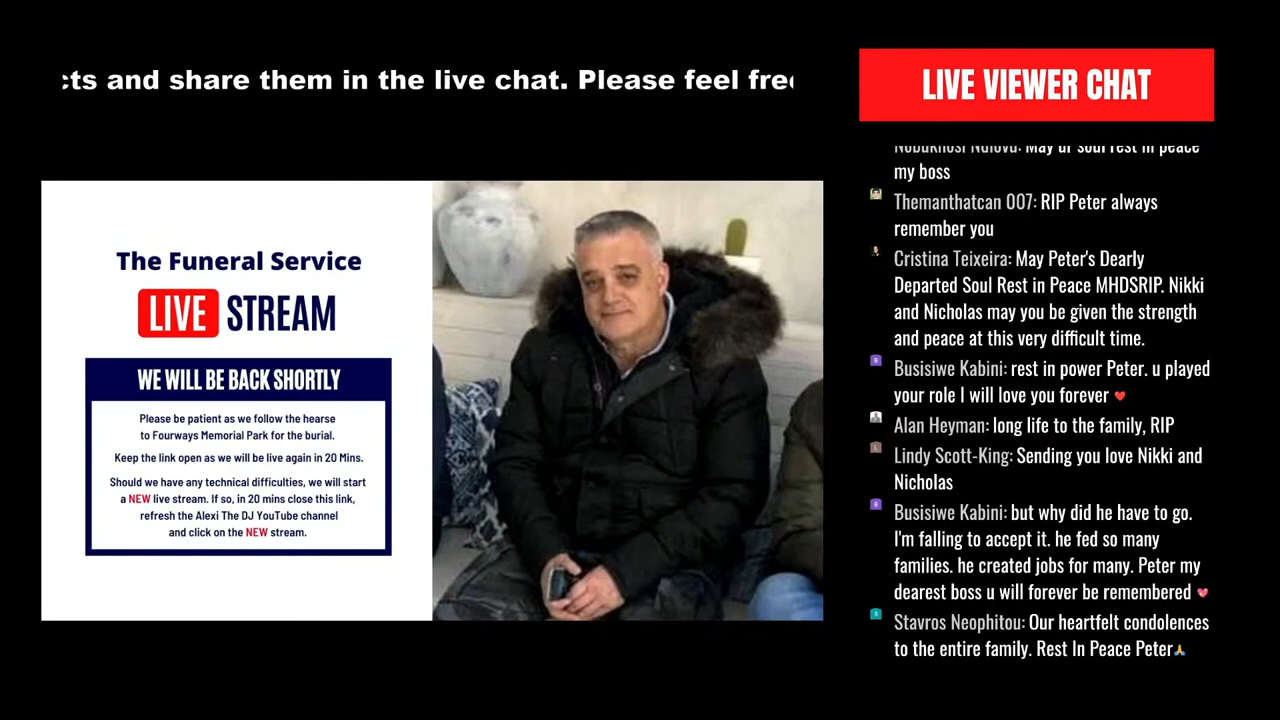 cts and share them in the live chat. Please feel free
LIVE VIEWER CHAT
The Funeral Service
LIVE STREAM
WE WILL BE BACK SHORTLY
Please be patient as we follow the hearse
to Fourways Memorial Park for the burial.
Keep the link open as we will be live again in 20 Mins.
Should we have any technical difficulties, we will start
a NEW live stream. If so, in 20 mins close this link,
refresh the Alexi The DJ YouTube channel
and click on the NEW stream.
Nobukhosi Ndlovu: May ur soul rest in peace
my boss
Themanthatcan 007: RIP Peter always
remember you
Cristina Teixeira: May Peter's Dearly
Departed Soul Rest in Peace MHDSRIP. Nikki
and Nicholas may you be given the strength
and peace at this very difficult time.
Busisiwe Kabini: rest in power Peter. u played
your role I will love you forever ❤️
Alan Heyman: long life to the family, RIP
Lindy Scott-King: Sending you love Nikki and
Nicholas
Busisiwe Kabini: but why did he have to go.
I'm falling to accept it. he fed so many
families. he created jobs for many. Peter my
dearest boss u will forever be remembered 💖
Stavros Neophitou: Our heartfelt condolences
to the entire family. Rest In Peace Peter🙏